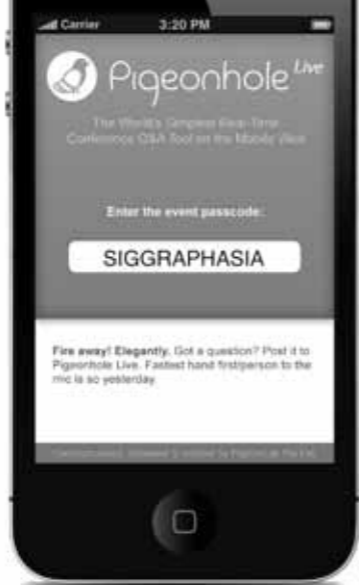 Carrier 3:20 PM
Pigeonhole Live
The World's Simplest Real-Time
Conference Q&A Tool on the Mobile Web
Enter the event passcode:
SIGGRAPHASIA
Fire away! Elegantly. Got a question? Post it to
Pigeonhole Live. Fastest hand first/person to the
mic is so yesterday.